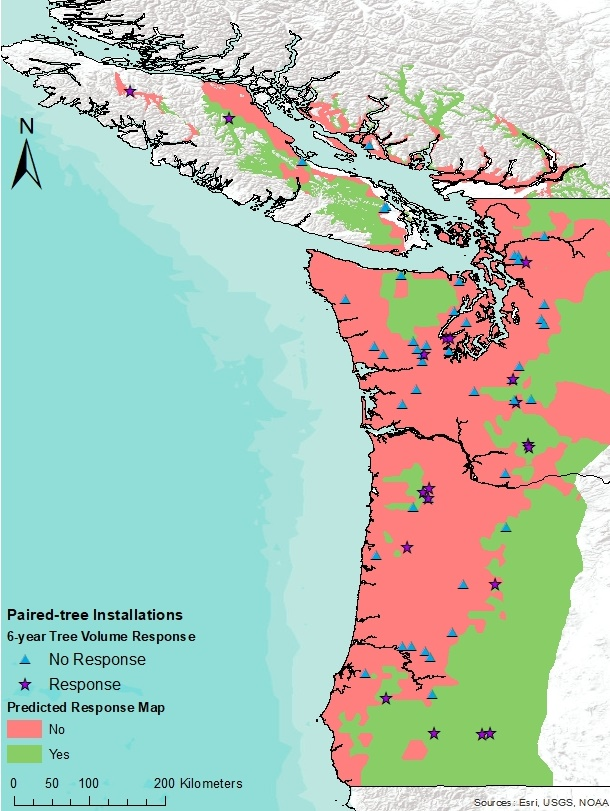 N
Paired-tree Installations
6-year Tree Volume Response
No Response
Response
Predicted Response Map
No
Yes
0 50 100 200 Kilometers
Sources: Esri, USGS, NOAA